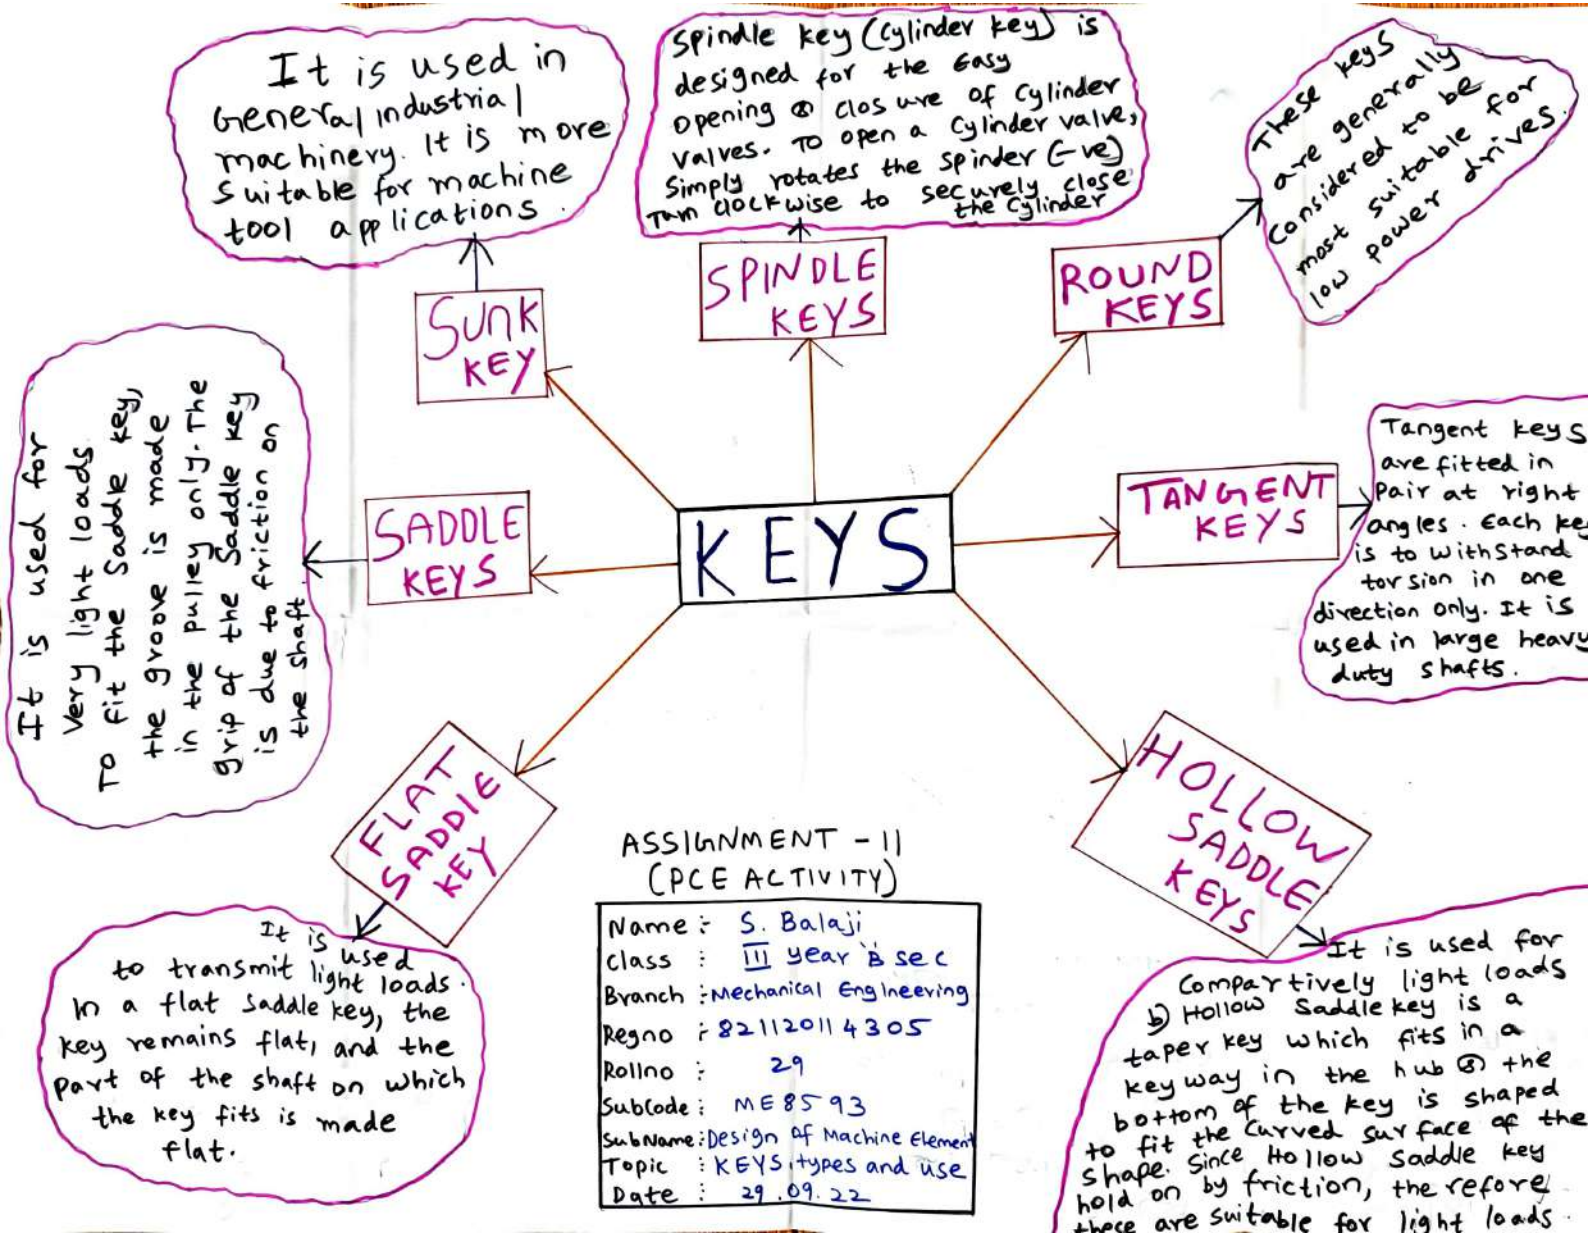 It is used in
General industrial
machinery. It is more
Suitable for machine
tool applications.
SUNK
KEY
Spindle key (cylinder key) is
designed for the Easy
opening & closure of Cylinder
Valves. TO open a Cylinder valve,
Simply rotates the spinder (-ve)
Turn clockwise to securely close
the cylinder
SPINDLE
KEYS
These keys
are generally
Considered to be
most suitable for
low power drives.
ROUND
KEYS
It is used for
Very light loads
To fit the Saddle key,
the groove is made
in the pulley only. The
grip of the Saddle key
is due to friction on
the shaft.
SADDLE
KEYS
KEYS
TANGENT
KEYS
Tangent keys
are fitted in
Pair at right
angles. Each key
is to withstand
torsion in one
direction only. It is
used in large heavy
duty shafts.
FLAT
SADDLE
KEY
It is used
to transmit light loads.
In a flat saddle key, the
key remains flat, and the
part of the shaft on which
the key fits is made
flat.
HOLLOW
SADDLE
KEYS
It is used for
Compartively light loads
b) Hollow Saddle key is a
taper key which fits in a
keyway in the hub & the
bottom of the key is shaped
to fit the curved surface of the
shape. Since Hollow Saddle key
hold on by friction, therefore
these are suitable for light loads.
ASSIGNMENT - II
(PCE ACTIVITY)
Name :- S. Balaji
class : III year 'B' sec
Branch :- Mechanical Engineering
Regno :- 821120114305
Rollno : 29
SubCode : ME8593
SubName : Design of Machine Element
Topic : KEYS, types and use
Date : 29.09.22